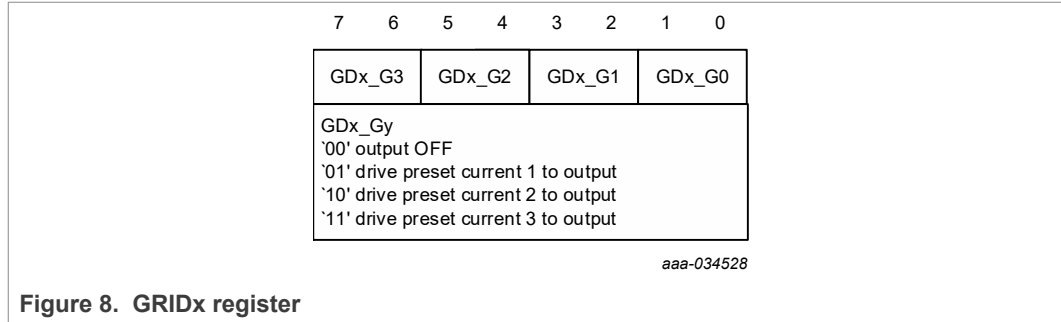 7 6 5 4 3 2 1 0
GDx_G3 GDx_G2 GDx_G1 GDx_G0
GDx_Gy
`00' output OFF
`01' drive preset current 1 to output
`10' drive preset current 2 to output
`11' drive preset current 3 to output
aaa-034528
Figure 8. GRIDx register